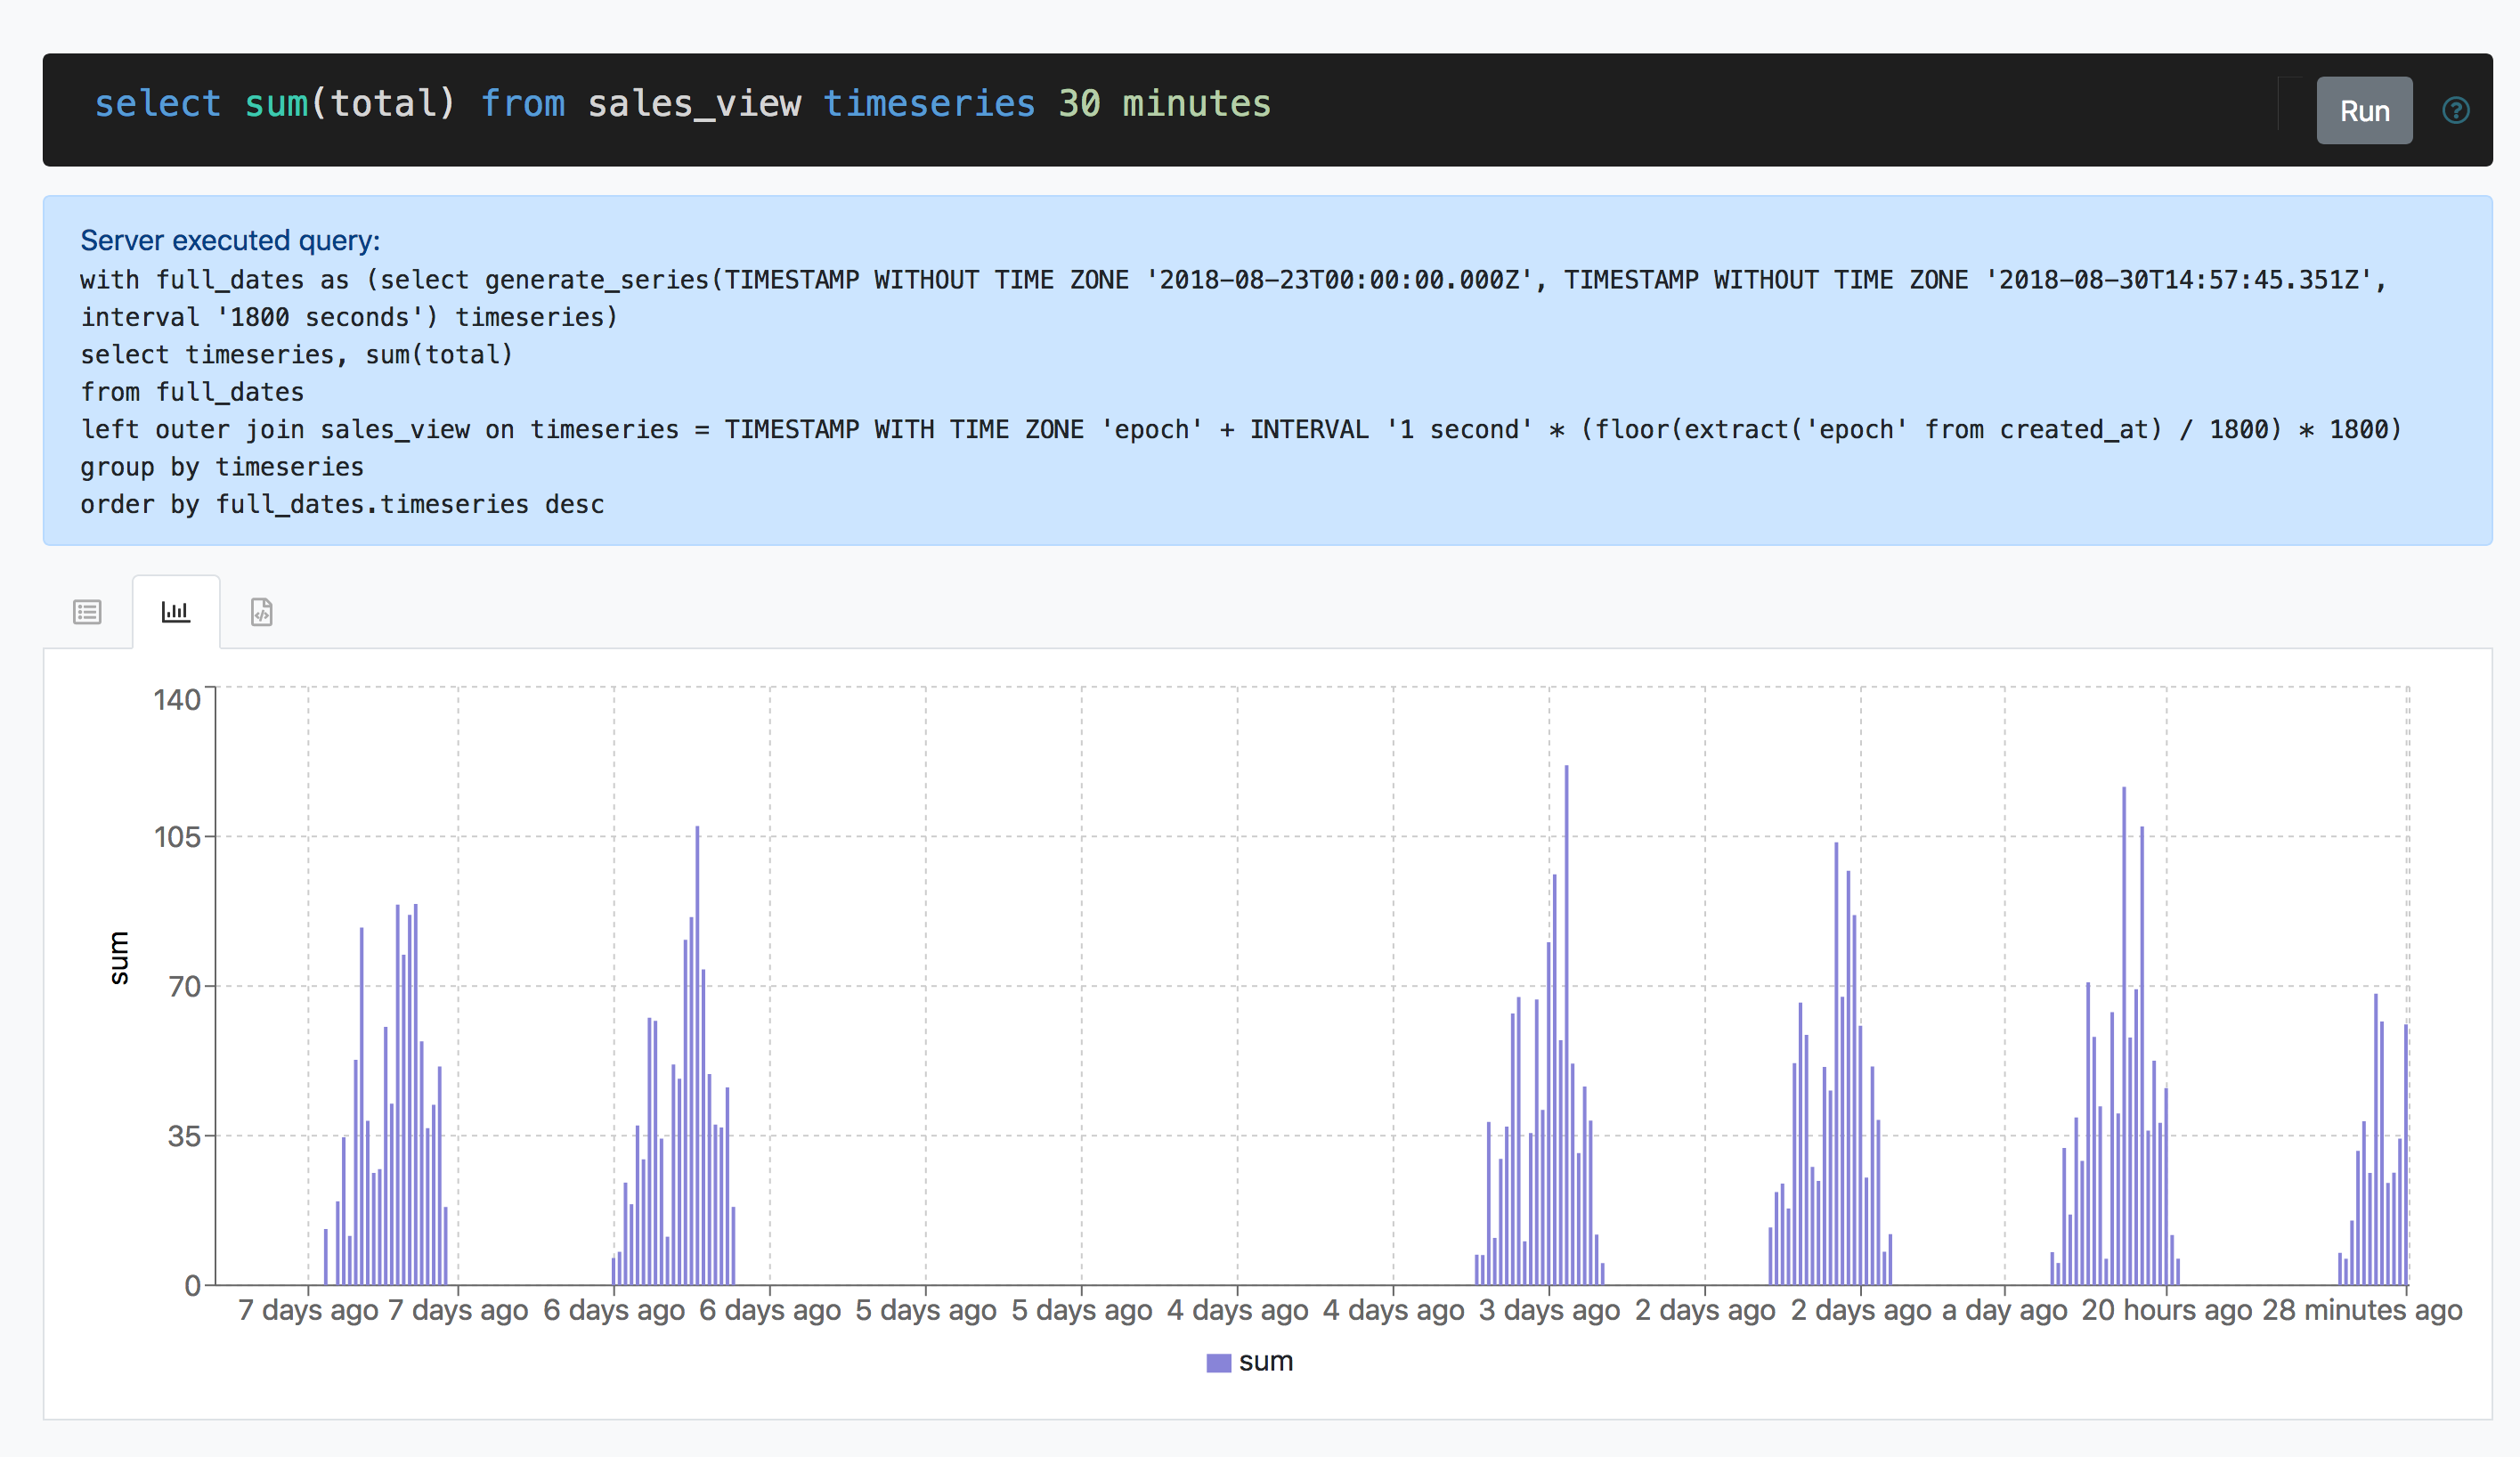 select sum(total) from sales_view timeseries 30 minutes
Run
?
Server executed query:
with full_dates as (select generate_series(TIMESTAMP WITHOUT TIME ZONE '2018-08-23T00:00:00.000Z', TIMESTAMP WITHOUT TIME ZONE '2018-08-30T14:57:45.351Z',
interval '1800 seconds') timeseries)
select timeseries, sum(total)
from full_dates
left outer join sales_view on timeseries = TIMESTAMP WITH TIME ZONE 'epoch' + INTERVAL '1 second' * (floor(extract('epoch' from created_at) / 1800) * 1800)
group by timeseries
order by full_dates.timeseries desc
140
105
70
35
0
sum
7 days ago 7 days ago 6 days ago 6 days ago 5 days ago 5 days ago 4 days ago 4 days ago 3 days ago 2 days ago 2 days ago a day ago 20 hours ago 28 minutes ago
sum